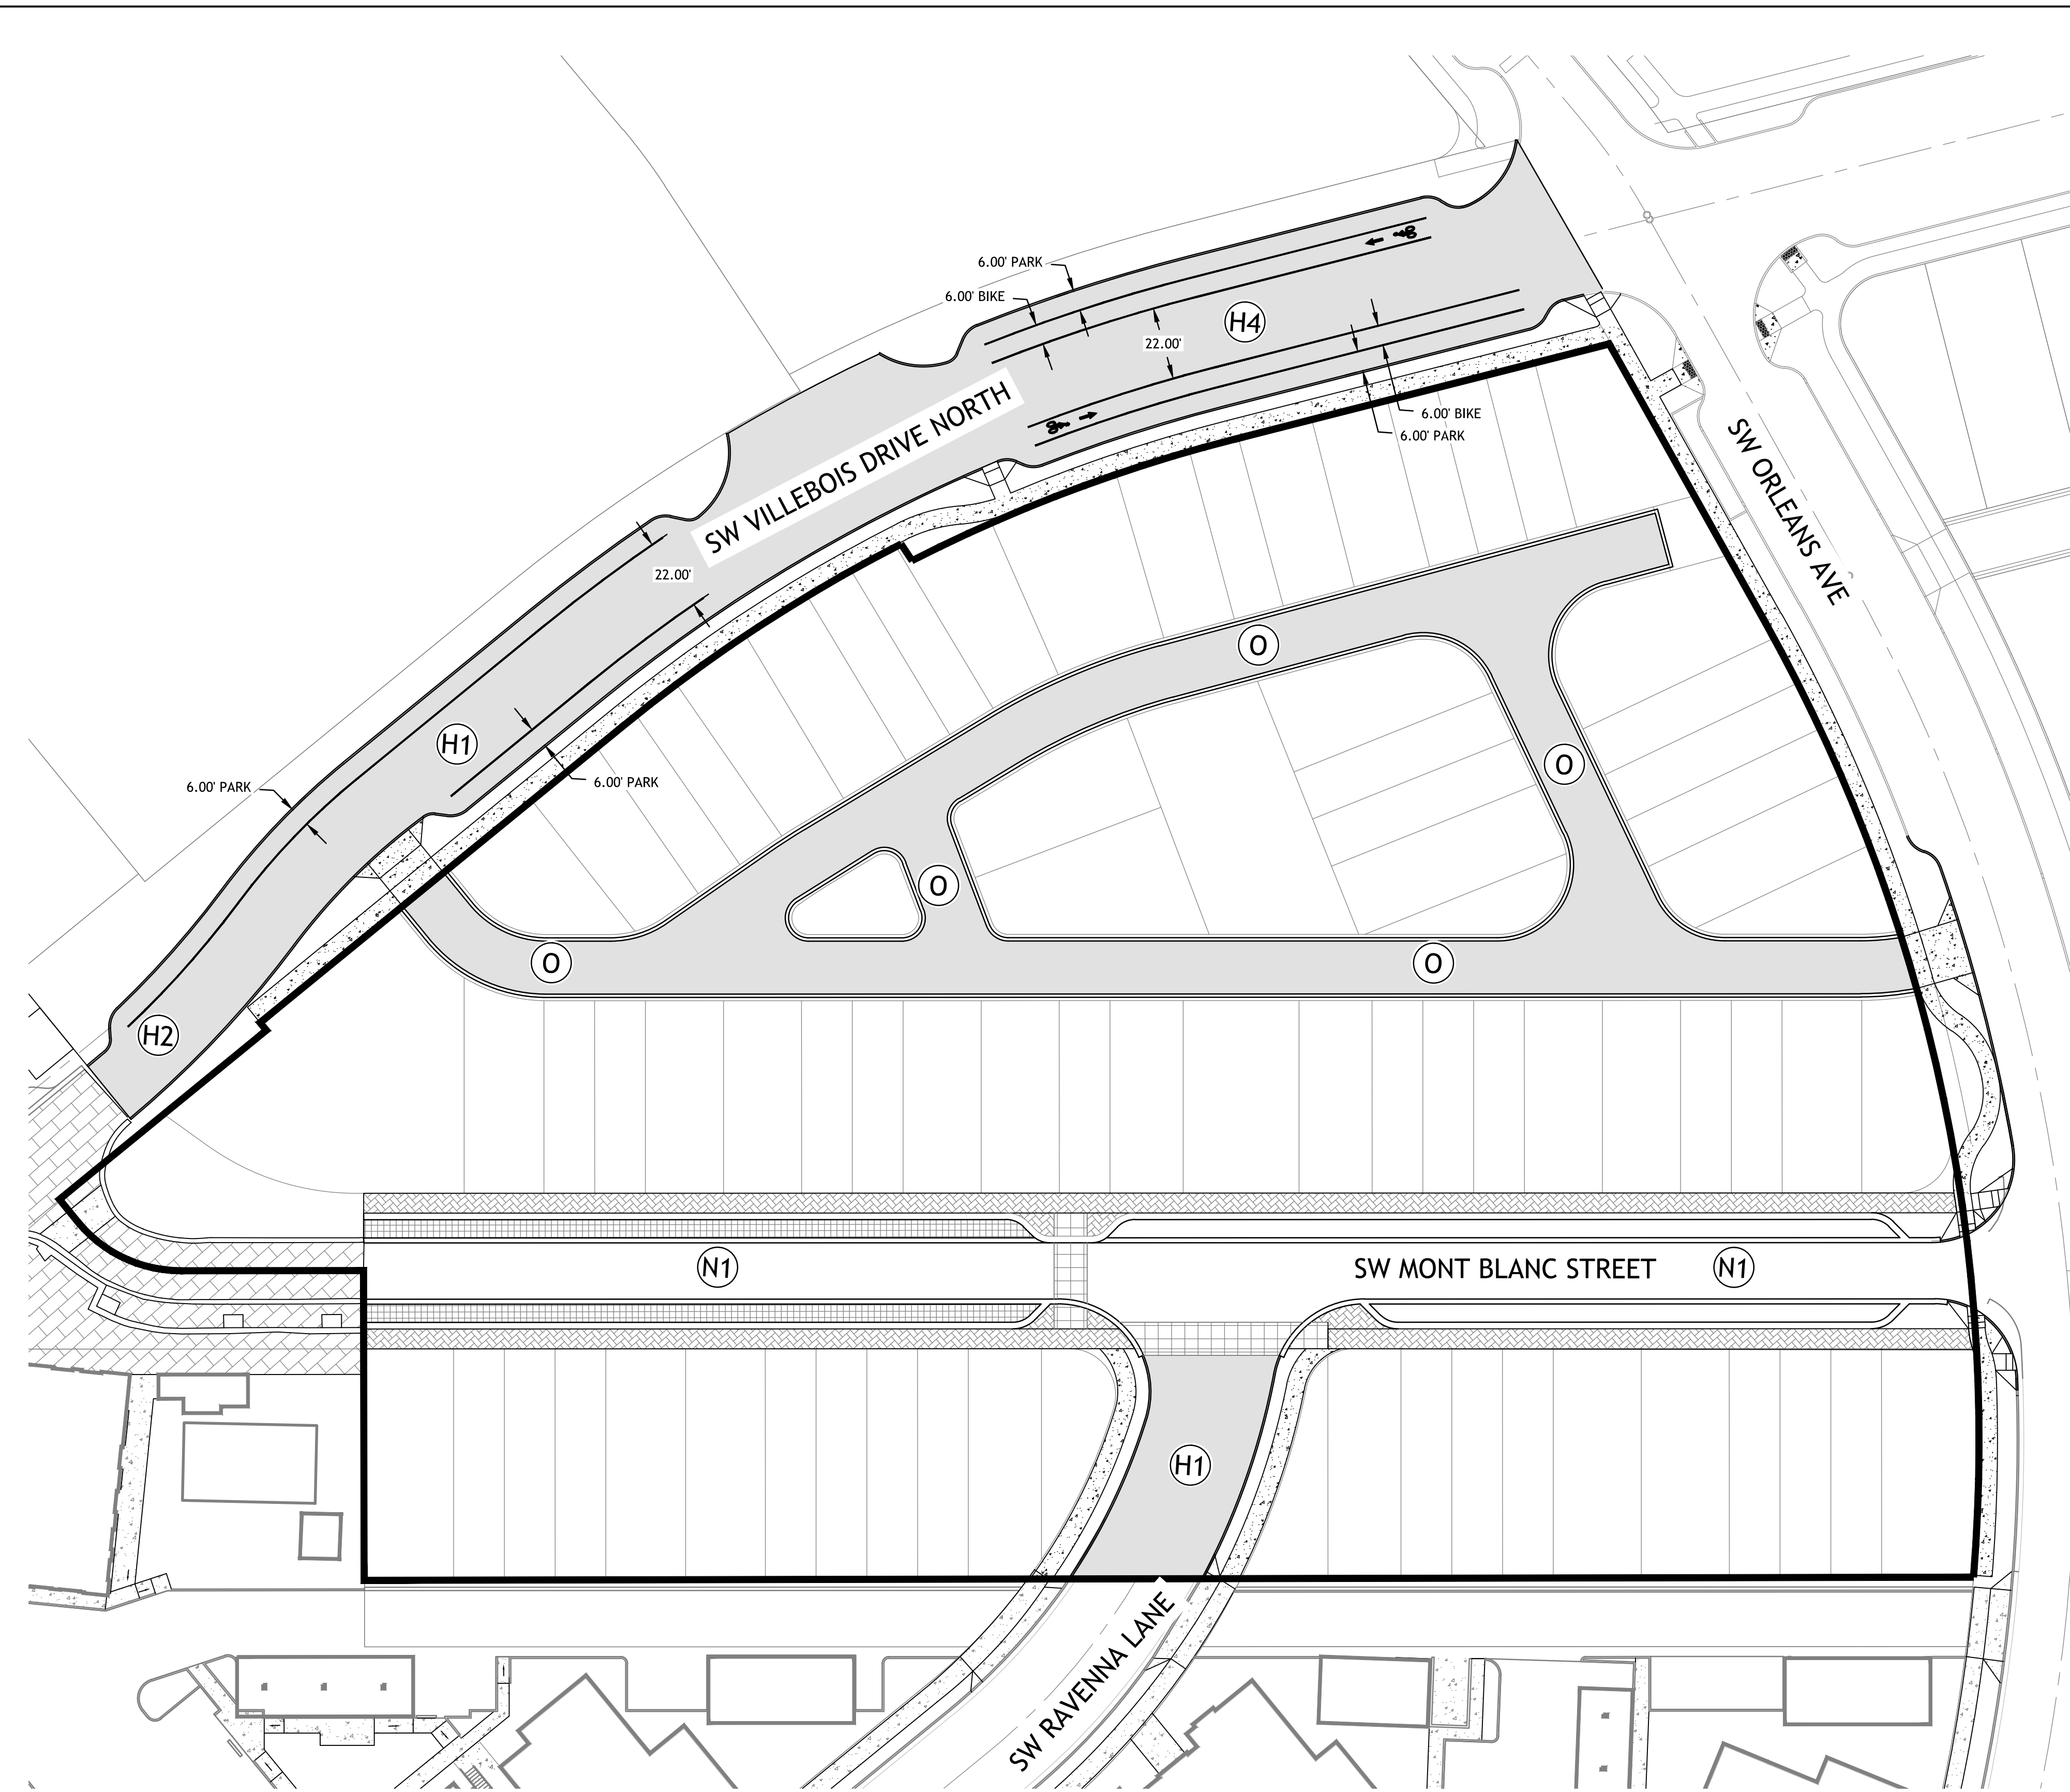 6.00' PARK
6.00' BIKE
H4
22.00'
6.00' BIKE
6.00' PARK
SW VILLEBOIS DRIVE NORTH
SW ORLEANS AVE
22.00'
H1
6.00' PARK
6.00' PARK
O
O
O
O
O
H2
N1
SW MONT BLANC STREET
N1
H1
SW RAVENNA LANE